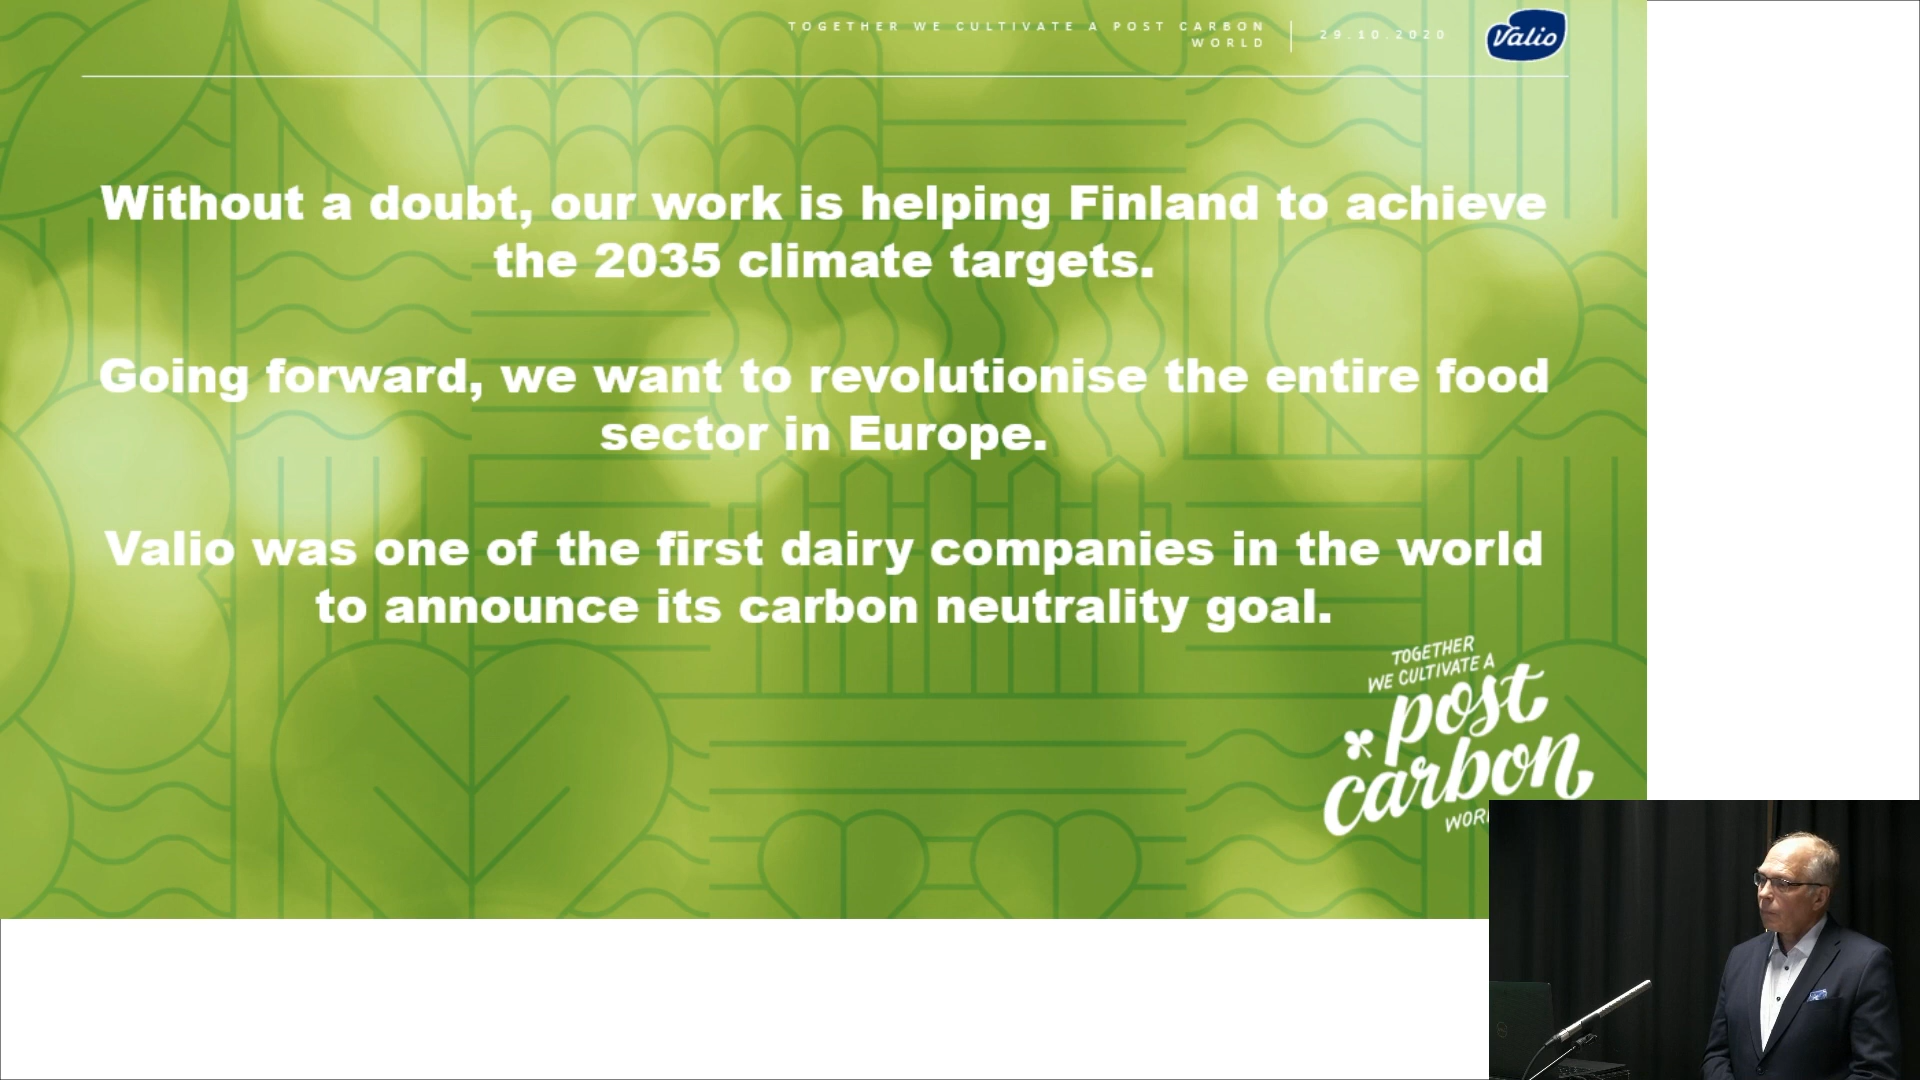 TOGETHER WE CULTIVATE A POST CARBON
WORLD
29.10.2020
Valio
Without a doubt, our work is helping Finland to achieve
the 2035 climate targets.
Going forward, we want to revolutionise the entire food
sector in Europe.
Valio was one of the first dairy companies in the world
to announce its carbon neutrality goal.
TOGETHER
WE CULTIVATE A
post
carbon